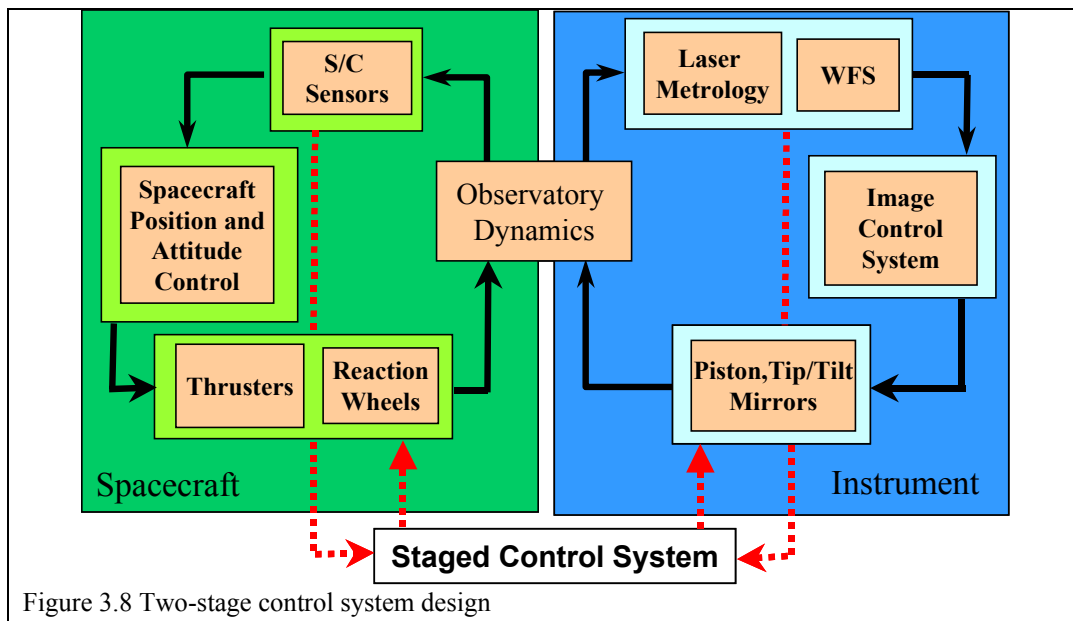 S/C
Sensors
Spacecraft
Position and
Attitude
Control
Thrusters
Reaction
Wheels
Spacecraft
Observatory
Dynamics
Laser
Metrology
WFS
Image
Control
System
Piston,Tip/Tilt
Mirrors
Instrument
Staged Control System
Figure 3.8 Two-stage control system design